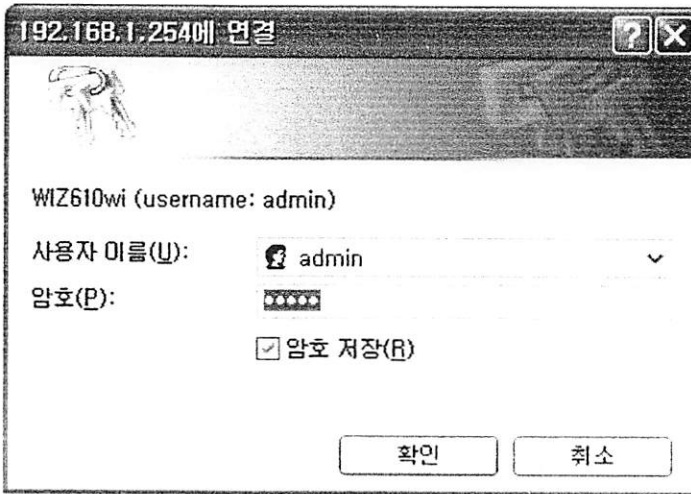 192.168.1.254에 연결
WIZ610wi (username: admin)
사용자 이름(U):
admin
암호(P):
●●●●●
암호 저장(R)
확인
취소